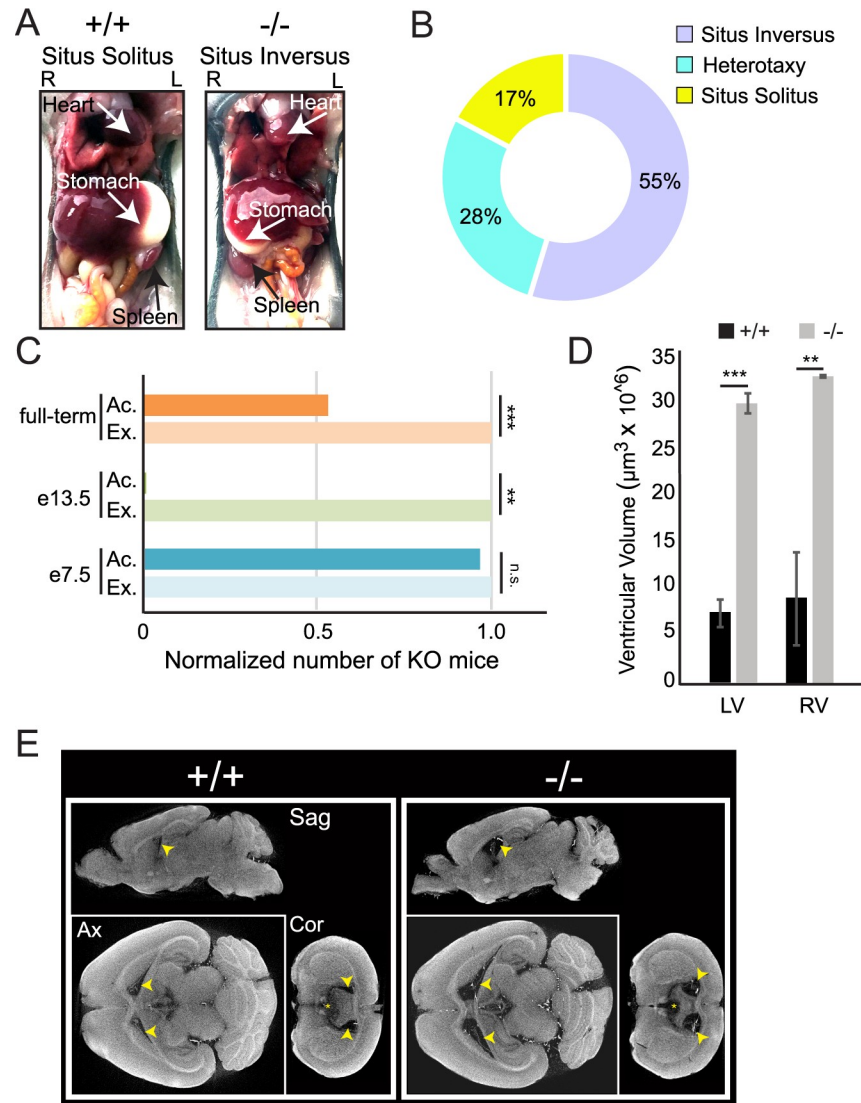 A
+/+
Situs Solitus
R L
Heart
Stomach
Spleen
-/-
Situs Inversus
R L
Heart
Stomach
Spleen
B
Situs Inversus
Heterotaxy
Situs Solitus
17%
55%
28%
C
full-term
Ac.
Ex.
***
e13.5
Ac.
Ex.
**
e7.5
Ac.
Ex.
n.s.
0 0.5 1.0
Normalized number of KO mice
D
+/+ -/-
Ventricular Volume (µm³ x 10^6)
35
30
25
20
15
10
5
0
***
**
LV RV
E
+/+ -/-
Sag
Ax
Cor
*
*